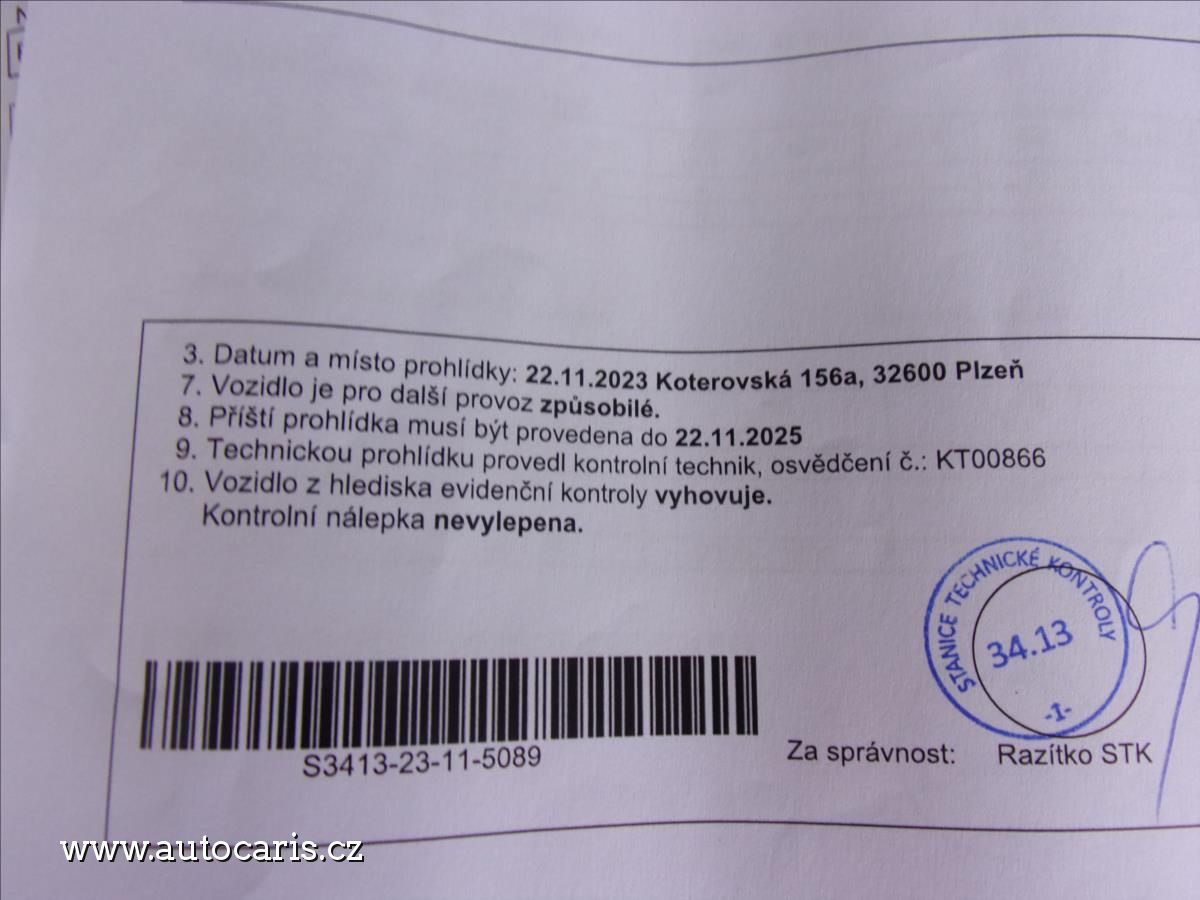 3. Datum a místo prohlídky: 22.11.2023 Koterovská 156a, 32600 Plzeň
7. Vozidlo je pro další provoz způsobilé.
8. Příští prohlídka musí být provedena do 22.11.2025
9. Technickou prohlídku provedl kontrolní technik, osvědčení č.: KT00866
10. Vozidlo z hlediska evidenční kontroly vyhovuje.
Kontrolní nálepka nevylepena.
STANICE TECHNICKÉ KONTROLY
34.13
-I-
S3413-23-11-5089
Za správnost: Razítko STK
www.autocaris.cz